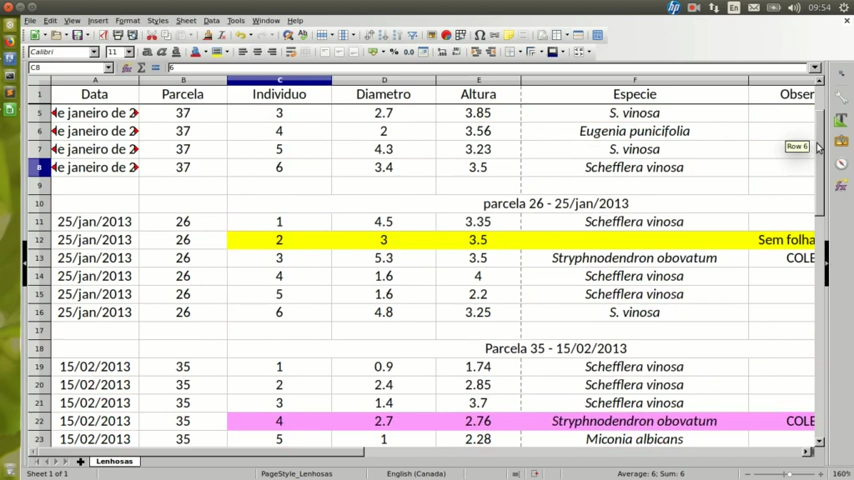 En 09:54
File Edit View Insert Format Styles Sheet Data Tools Window Help
Calibri 11
C8 6
A B C D E F
1 Data Parcela Individuo Diametro Altura Especie Obser
5 e janeiro de 2 37 3 2.7 3.85 S. vinosa
6 e janeiro de 2 37 4 2 3.56 Eugenia punicifolia
7 e janeiro de 2 37 5 4.3 3.23 S. vinosa
Row 6
8 e janeiro de 2 37 6 3.4 3.5 Schefflera vinosa
9
10 parcela 26 - 25/jan/2013
11 25/jan/2013 26 1 4.5 3.35 Schefflera vinosa
12 25/jan/2013 26 2 3 3.5 Sem folha
13 25/jan/2013 26 3 5.3 3.5 Stryphnodendron obovatum COLE
14 25/jan/2013 26 4 1.6 4 Schefflera vinosa
15 25/jan/2013 26 5 1.6 2.2 Schefflera vinosa
16 25/jan/2013 26 6 4.8 3.25 S. vinosa
17
18 Parcela 35 - 15/02/2013
19 15/02/2013 35 1 0.9 1.74 Schefflera vinosa
20 15/02/2013 35 2 2.4 2.85 Schefflera vinosa
21 15/02/2013 35 3 1.4 3.7 Schefflera vinosa
22 15/02/2013 35 4 2.7 2.76 Stryphnodendron obovatum COLE
23 15/02/2013 35 5 1 2.28 Miconia albicans
Lenhosas
Sheet 1 of 1 PageStyle_Lenhosas English (Canada) Average: 6; Sum: 6 160%